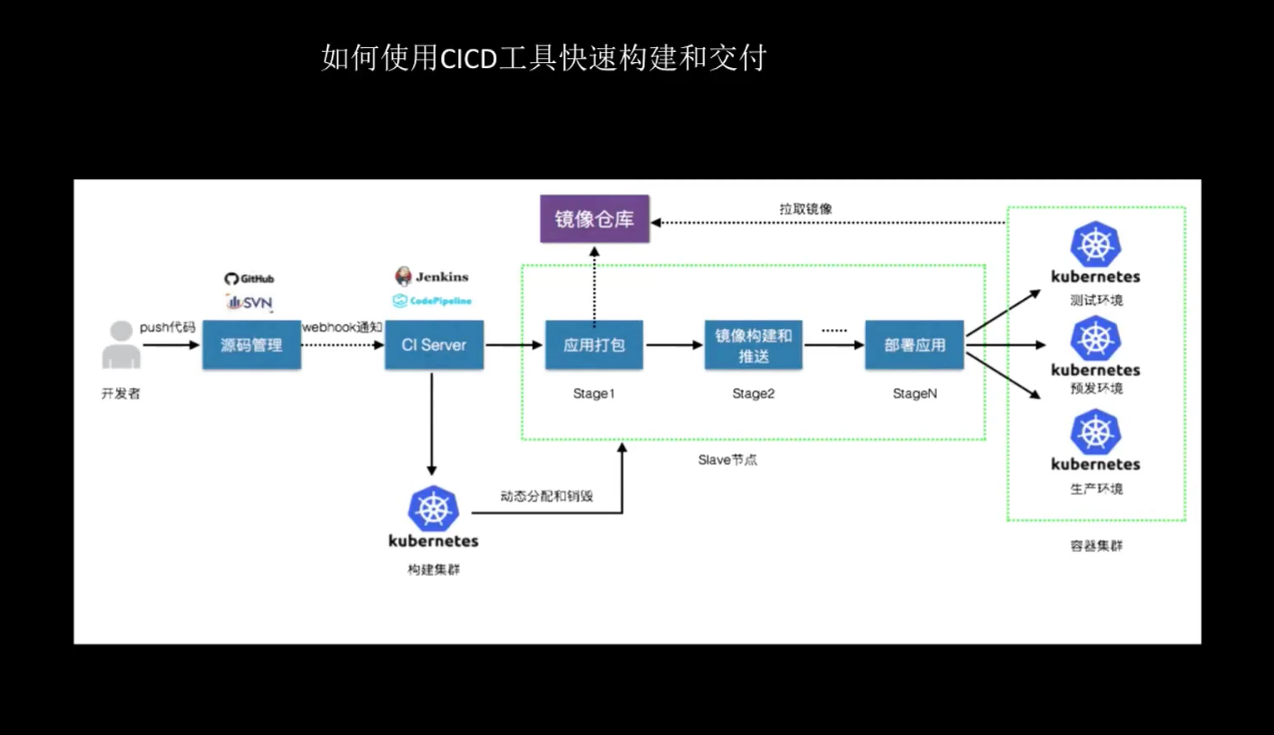 如何使用CICD工具快速构建和交付
镜像仓库
拉取镜像
GitHub
SVN
Jenkins
CodePipeline
kubernetes
测试环境
push代码
源码管理
webhook通知
CI Server
应用打包
镜像构建和
推送
......
部署应用
kubernetes
预发环境
开发者
Stage1
Stage2
StageN
kubernetes
生产环境
Slave节点
动态分配和销毁
kubernetes
构建集群
容器集群